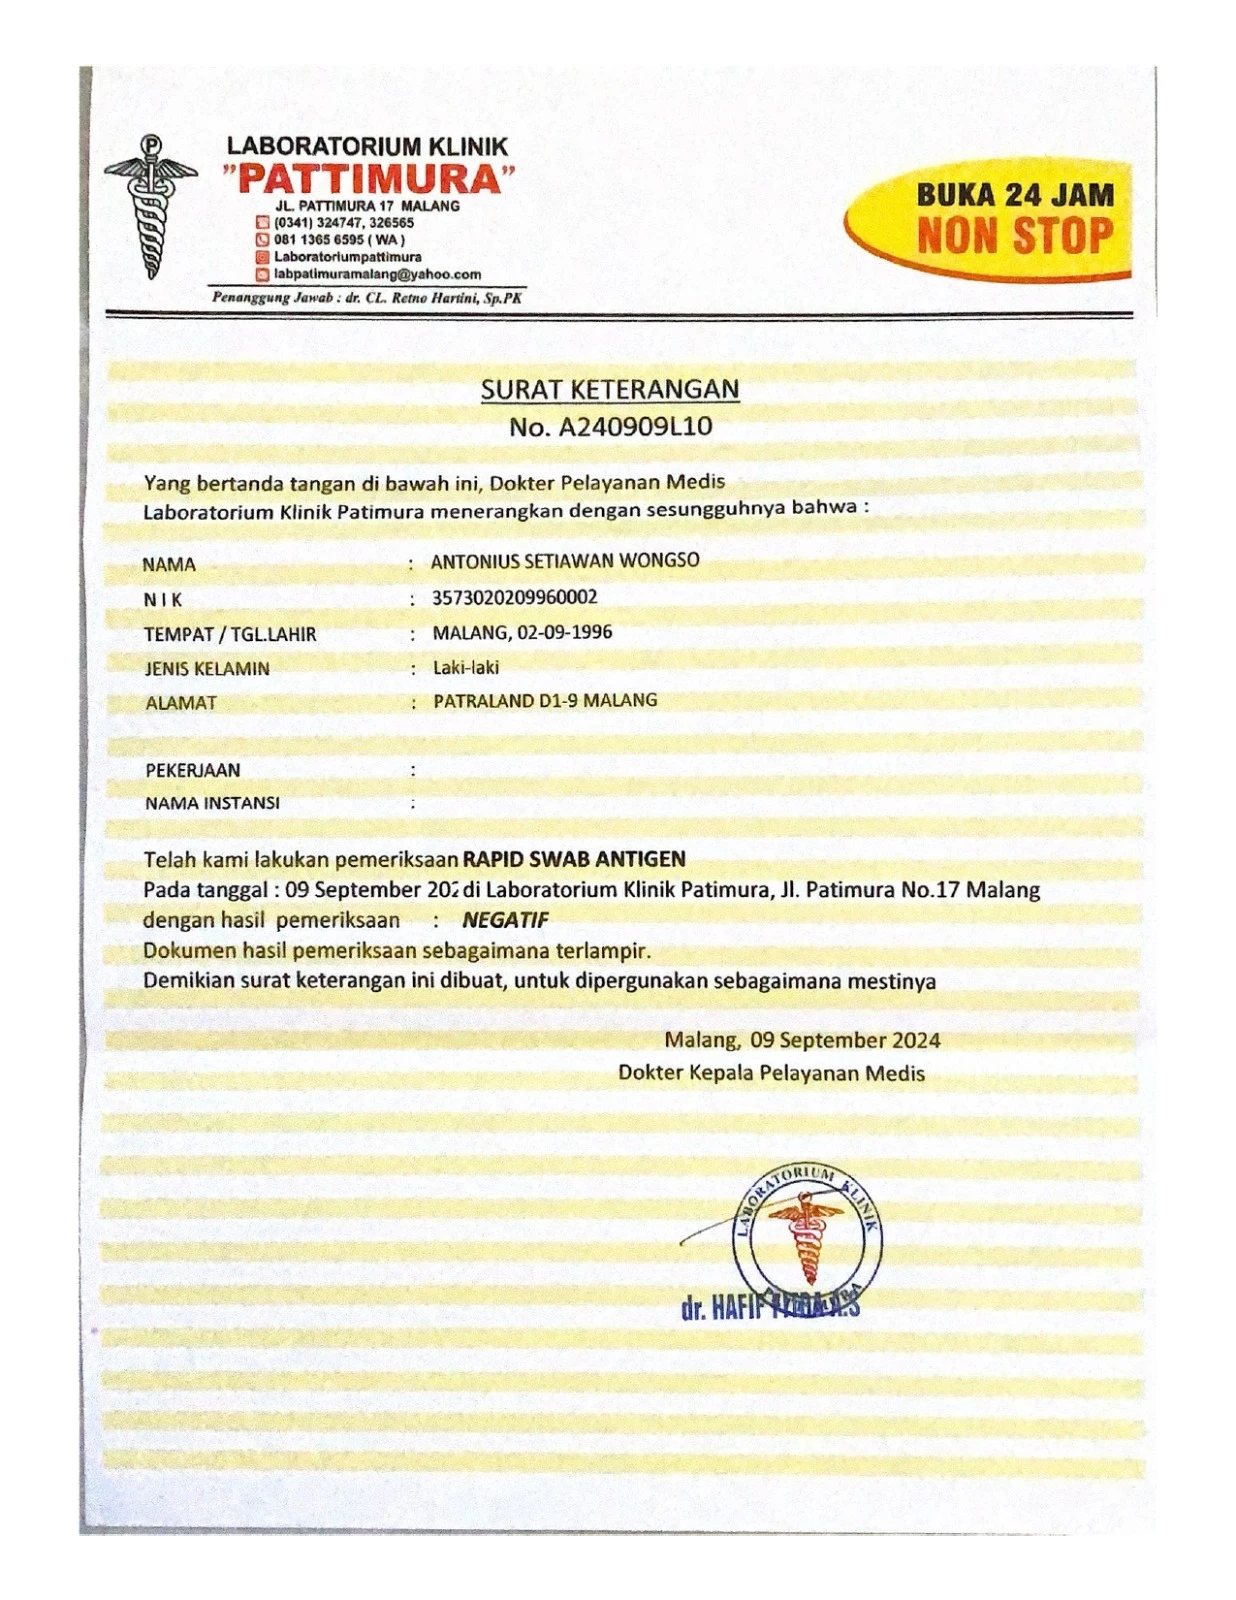 LABORATORIUM KLINIK
"PATTIMURA"
JL. PATTIMURA 17 MALANG
(0341) 324747, 326565
081 1365 6595 ( WA )
Laboratoriumpattimura
labpatimuramalang@yahoo.com
Penanggung Jawab : dr. CL. Retno Hartini, Sp.PK
BUKA 24 JAM
NON STOP
SURAT KETERANGAN
No. A240909L10
Yang bertanda tangan di bawah ini, Dokter Pelayanan Medis
Laboratorium Klinik Patimura menerangkan dengan sesungguhnya bahwa :
NAMA : ANTONIUS SETIAWAN WONGSO
N I K : 3573020209960002
TEMPAT / TGL.LAHIR : MALANG, 02-09-1996
JENIS KELAMIN : Laki-laki
ALAMAT : PATRALAND D1-9 MALANG
PEKERJAAN :
NAMA INSTANSI :
Telah kami lakukan pemeriksaan RAPID SWAB ANTIGEN
Pada tanggal : 09 September 202 di Laboratorium Klinik Patimura, Jl. Patimura No.17 Malang
dengan hasil pemeriksaan : NEGATIF
Dokumen hasil pemeriksaan sebagaimana terlampir.
Demikian surat keterangan ini dibuat, untuk dipergunakan sebagaimana mestinya
Malang, 09 September 2024
Dokter Kepala Pelayanan Medis
LABORATORIUM KLINIK
dr. HAFIF